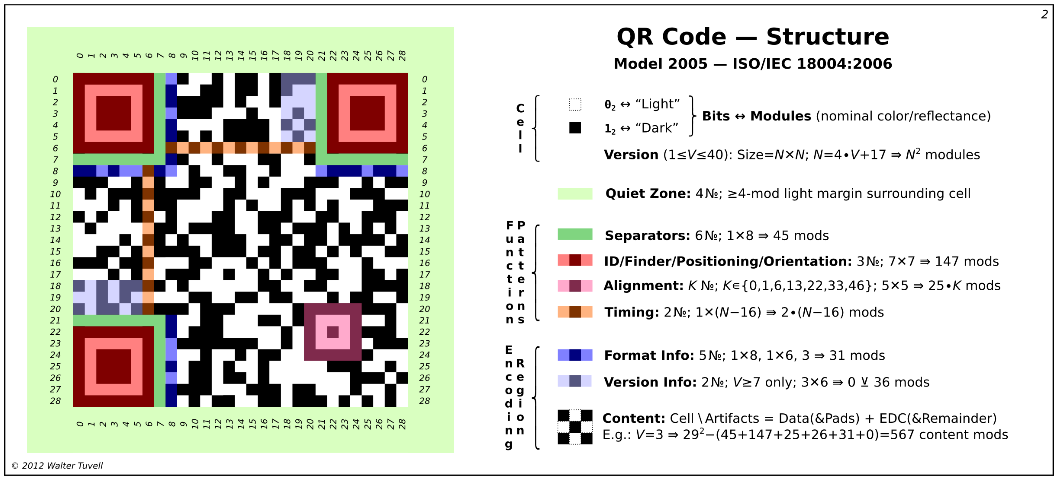 2
QR Code — Structure
Model 2005 — ISO/IEC 18004:2006
0 1 2 3 4 5 6 7 8 9 10 11 12 13 14 15 16 17 18 19 20 21 22 23 24 25 26 27 28
0 0
1 1
2 2
3 3
4 4
5 5
6 6
7 7
8 8
9 9
10 10
11 11
12 12
13 13
14 14
15 15
16 16
17 17
18 18
19 19
20 20
21 21
22 22
23 23
24 24
25 25
26 26
27 27
28 28
0 1 2 3 4 5 6 7 8 9 10 11 12 13 14 15 16 17 18 19 20 21 22 23 24 25 26 27 28
Cell
0₂ ↔ “Light”
1₂ ↔ “Dark”
Bits ↔ Modules (nominal color/reflectance)
Version (1≤V≤40): Size=N×N; N=4•V+17 ⇒ N² modules
Quiet Zone: 4№; ≥4-mod light margin surrounding cell
Functions
Patterns
Separators: 6№; 1×8 ⇒ 45 mods
ID/Finder/Positioning/Orientation: 3№; 7×7 ⇒ 147 mods
Alignment: K №; K∈{0,1,6,13,22,33,46}; 5×5 ⇒ 25•K mods
Timing: 2№; 1×(N−16) ⇒ 2•(N−16) mods
Encoding
Region
Format Info: 5№; 1×8, 1×6, 3 ⇒ 31 mods
Version Info: 2№; V≥7 only; 3×6 ⇒ 0 ⊻ 36 mods
Content: Cell \ Artifacts = Data(&Pads) + EDC(&Remainder)
E.g.: V=3 ⇒ 29²−(45+147+25+26+31+0)=567 content mods
© 2012 Walter Tuvell